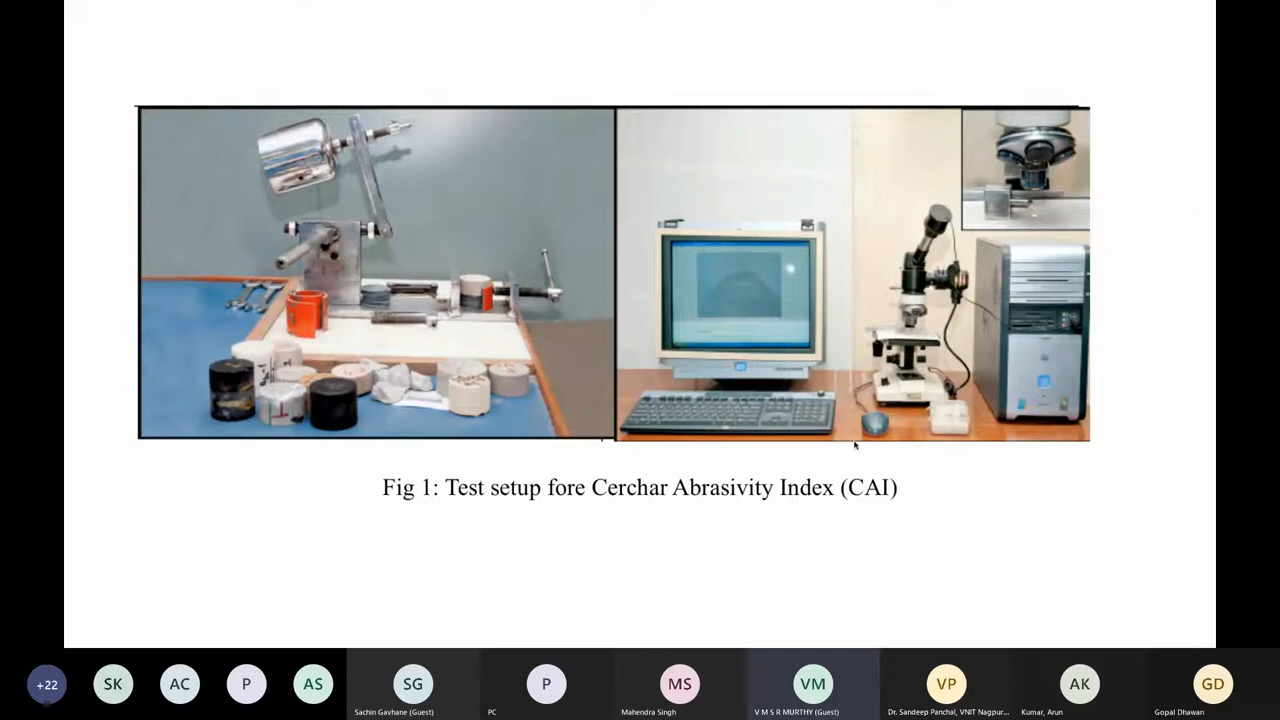 Fig 1: Test setup fore Cerchar Abrasivity Index (CAI)
+22
SK
AC
P
AS
SG
P
MS
VM
VP
AK
GD
Sachin Gavhane (Guest)
PC
Mahendra Singh
V M S R MURTHY (Guest)
Dr. Sandeep Panchal, VNIT Nagpur...
Kumar, Arun
Gopal Dhawan